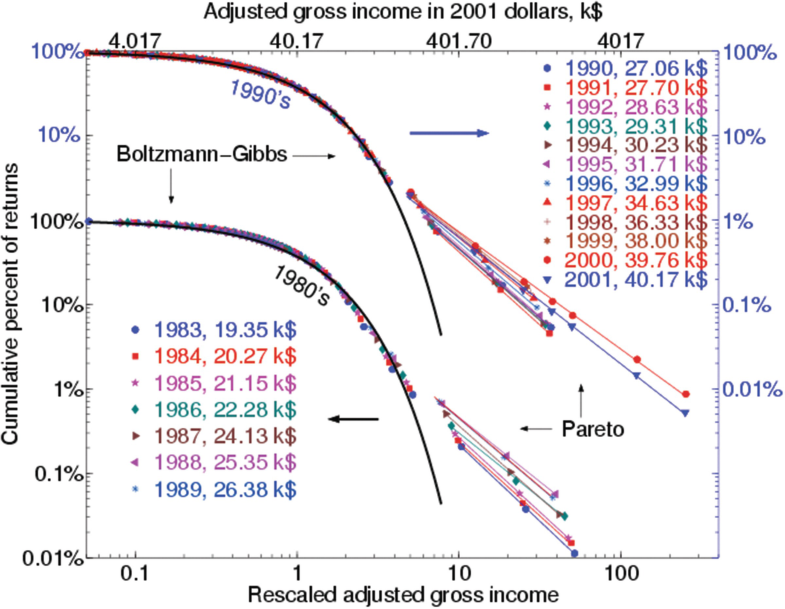 Adjusted gross income in 2001 dollars, k$
4.017 40.17 401.70 4017
100% 100%
10% 10%
100% 1%
10% 0.1%
1% 0.01%
0.1%
0.01%
Cumulative percent of returns
1990's
Boltzmann–Gibbs
1980's
1990, 27.06 k$
1991, 27.70 k$
1992, 28.63 k$
1993, 29.31 k$
1994, 30.23 k$
1995, 31.71 k$
1996, 32.99 k$
1997, 34.63 k$
1998, 36.33 k$
1999, 38.00 k$
2000, 39.76 k$
2001, 40.17 k$
1983, 19.35 k$
1984, 20.27 k$
1985, 21.15 k$
1986, 22.28 k$
1987, 24.13 k$
1988, 25.35 k$
1989, 26.38 k$
Pareto
0.1 1 10 100
Rescaled adjusted gross income